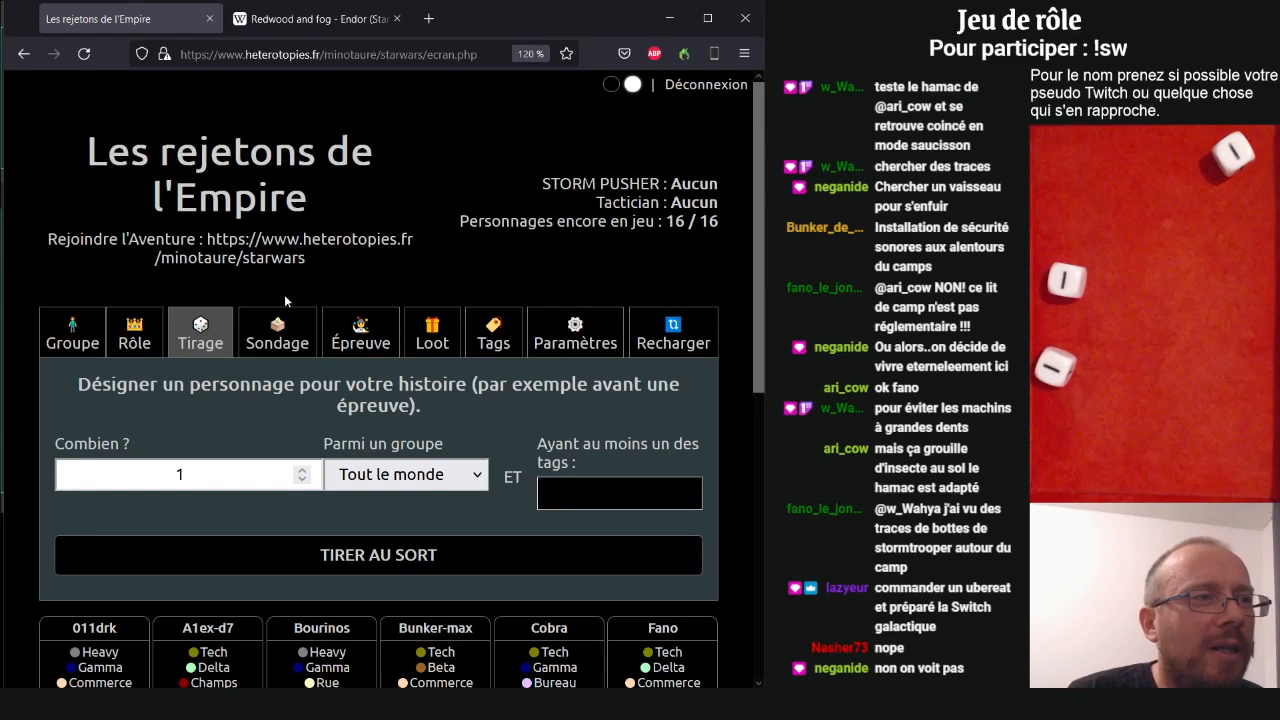 Les rejetons de l'Empire
Redwood and fog - Endor (Star
https://www.heterotopies.fr/minotaure/starwars/ecran.php
120 %
ABP
| Déconnexion
Les rejetons de
l'Empire
Rejoindre l'Aventure : https://www.heterotopies.fr
/minotaure/starwars
STORM PUSHER : Aucun
Tactician : Aucun
Personnages encore en jeu : 16 / 16
Groupe
Rôle
Tirage
Sondage
Épreuve
Loot
Tags
Paramètres
Recharger
Désigner un personnage pour votre histoire (par exemple avant une
épreuve).
Combien ?
1
Parmi un groupe
Tout le monde
ET
Ayant au moins un des
tags :
TIRER AU SORT
011drk
Heavy
Gamma
Commerce
A1ex-d7
Tech
Delta
Champs
Bourinos
Heavy
Gamma
Rue
Bunker-max
Tech
Beta
Commerce
Cobra
Tech
Gamma
Bureau
Fano
Tech
Delta
Commerce
w_Wa... teste le hamac de
@ari_cow et se
retrouve coincé en
mode saucisson
w_Wa... chercher des traces
neganide Chercher un vaisseau
pour s'enfuir
Bunker_de_... Installation de sécurité
sonores aux alentours
du camps
fano_le_jon... @ari_cow NON! ce lit
de camp n'est pas
réglementaire !!!
neganide Ou alors..on décide de
vivre eterneleement ici
ari_cow ok fano
w_Wa... pour éviter les machins
à grandes dents
ari_cow mais ça grouille
d'insecte au sol le
hamac est adapté
fano_le_jon... @w_Wahya j'ai vu des
traces de bottes de
stormtrooper autour du
camp
lazyeur commander un ubereat
et préparé la Switch
galactique
Nasher73 nope
neganide non on voit pas
Jeu de rôle
Pour participer : !sw
Pour le nom prenez si possible votre
pseudo Twitch ou quelque chose
qui s'en rapproche.